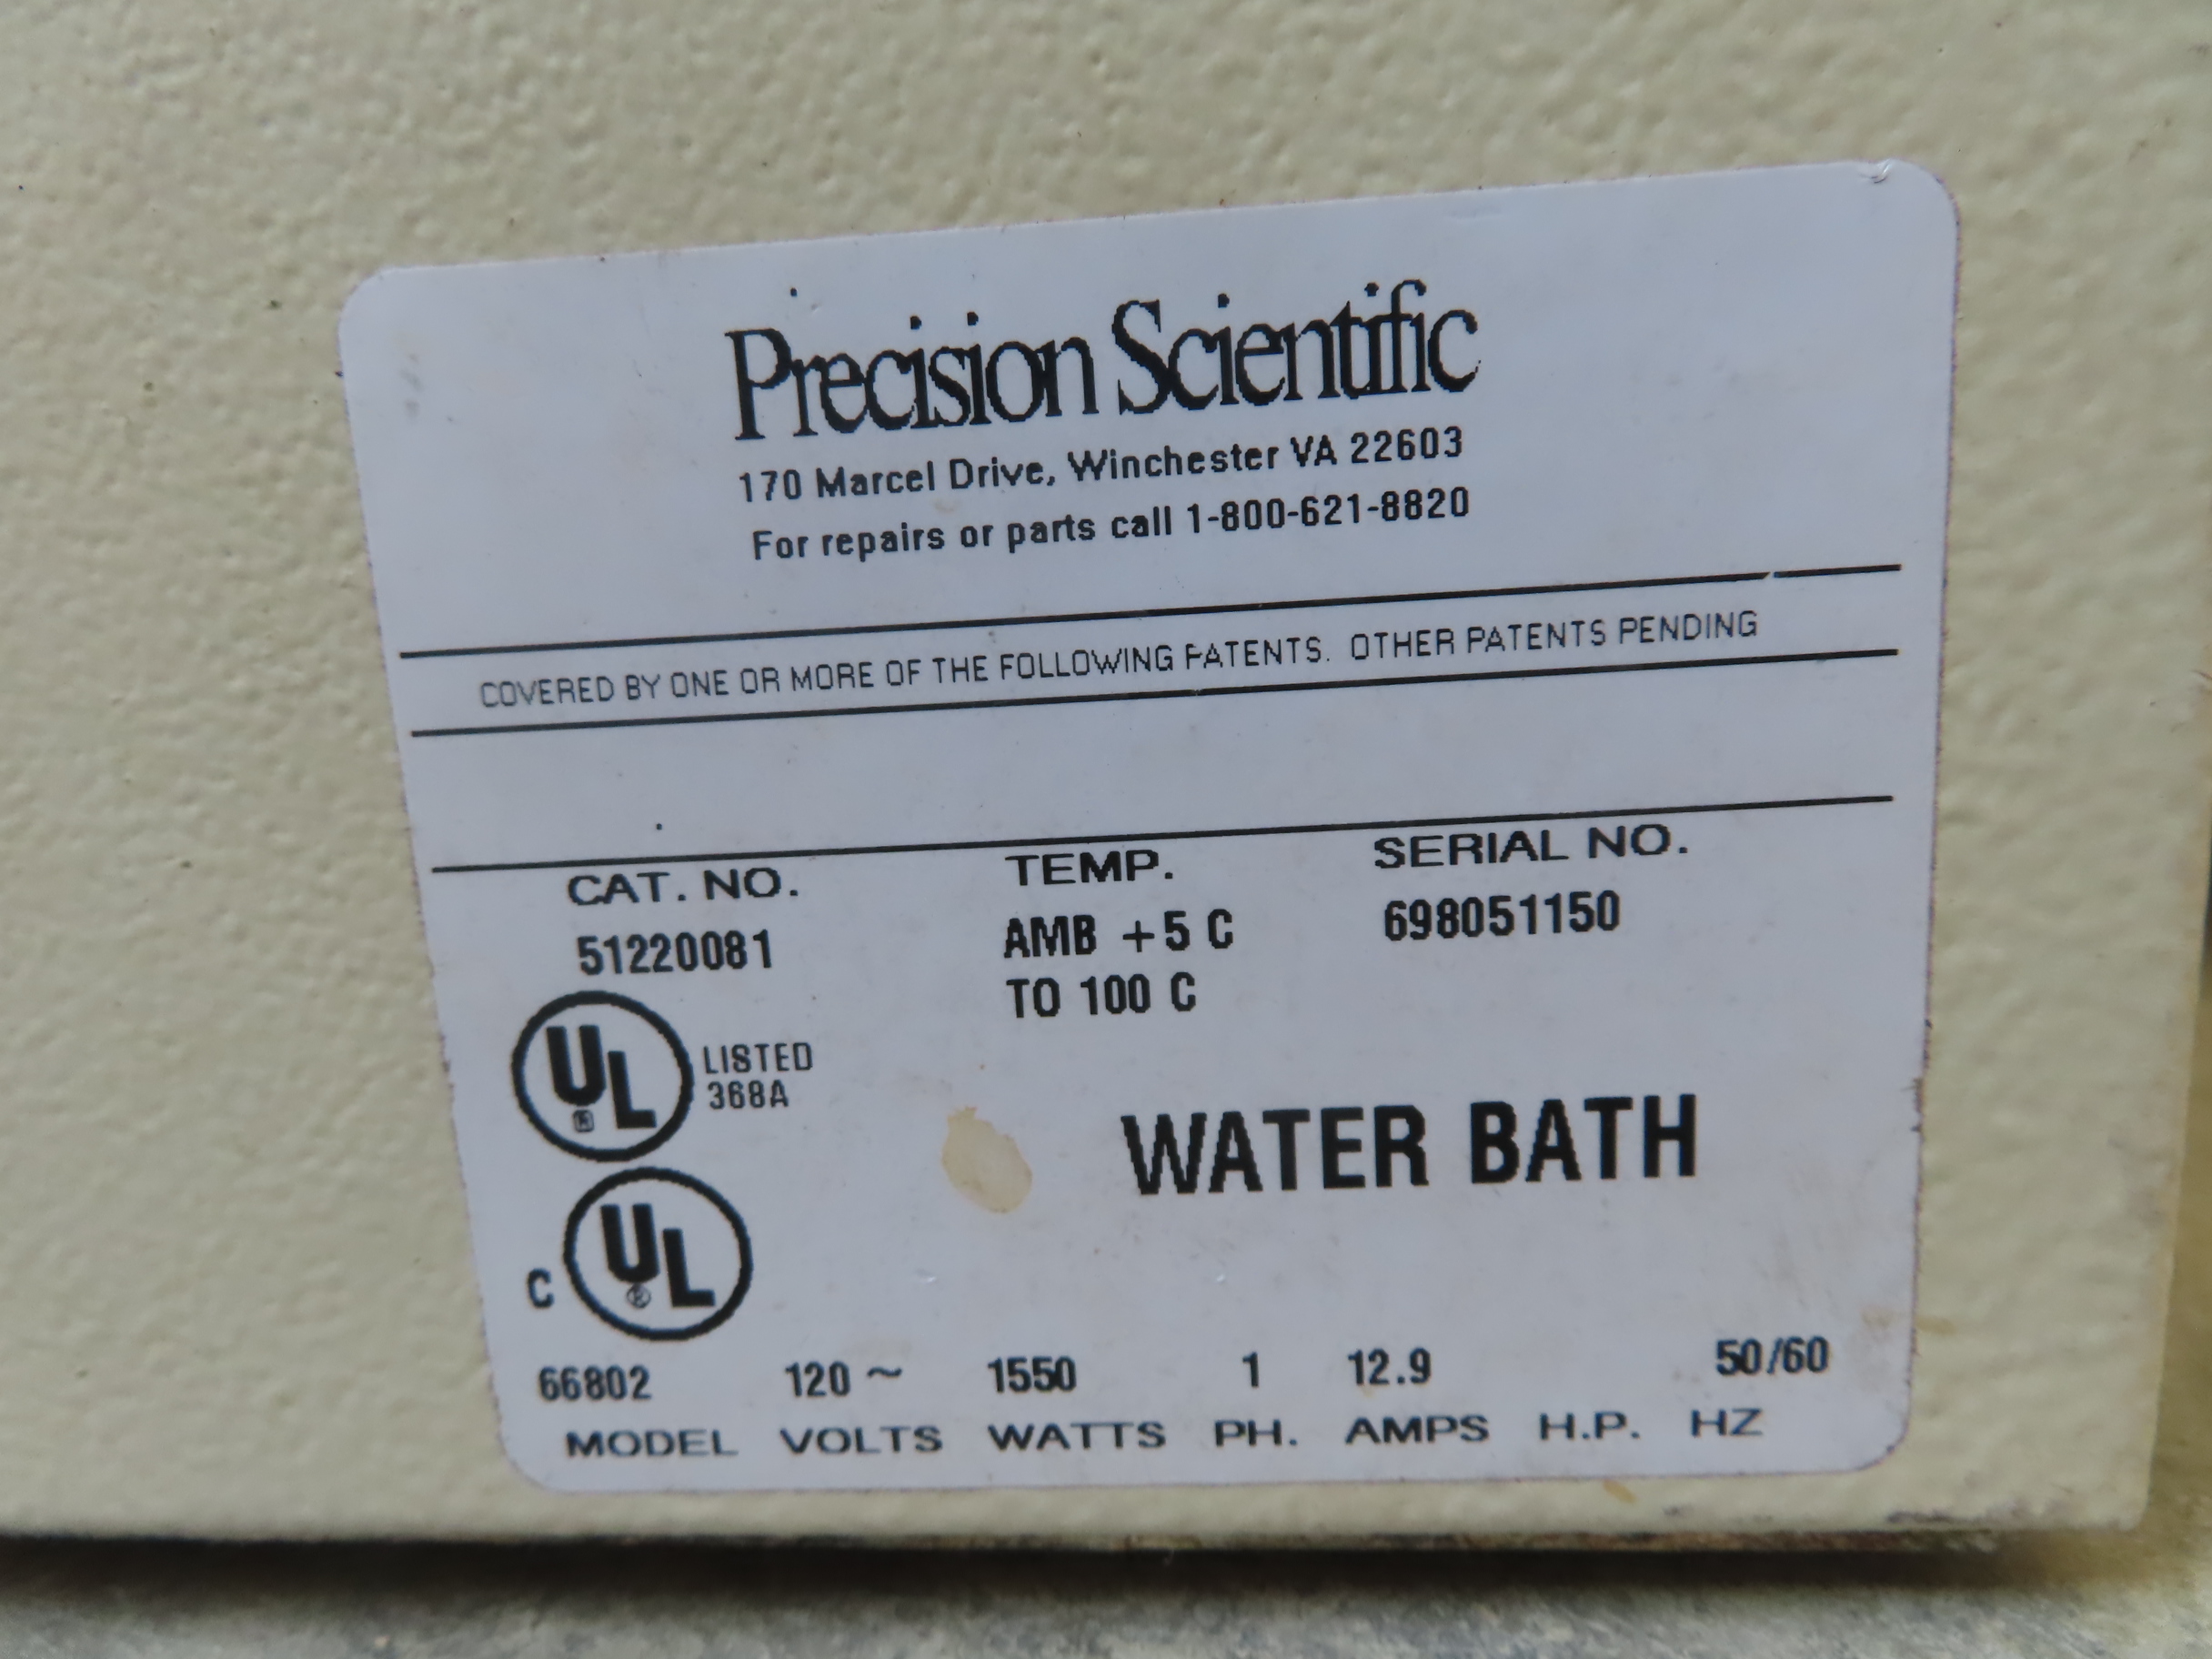 Precision Scientific
170 Marcel Drive, Winchester VA 22603
For repairs or parts call 1-800-621-8820
COVERED BY ONE OR MORE OF THE FOLLOWING PATENTS. OTHER PATENTS PENDING
CAT. NO. TEMP. SERIAL NO.
51220081 AMB +5 C 698051150
TO 100 C
UL® LISTED
368A
WATER BATH
C UL®
66802 120 ~ 1550 1 12.9 50/60
MODEL VOLTS WATTS PH. AMPS H.P. HZ